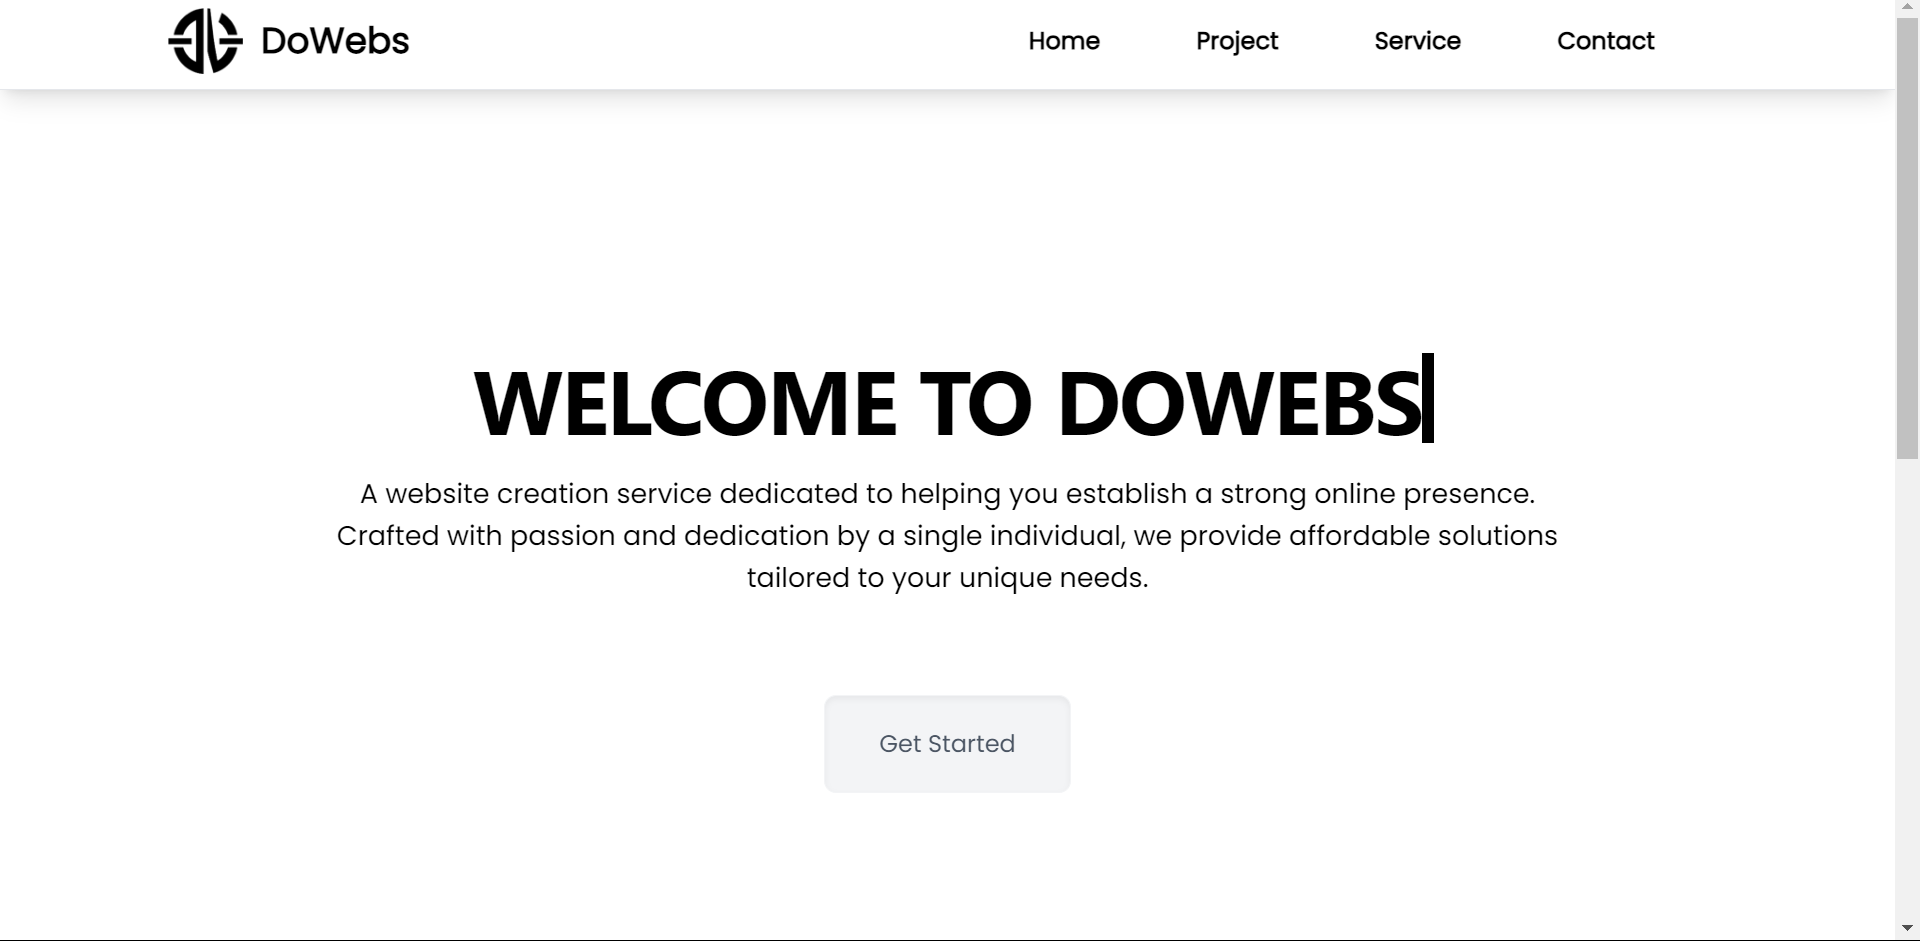 DoWebs
Home Project Service Contact
WELCOME TO DOWEBS
A website creation service dedicated to helping you establish a strong online presence.
Crafted with passion and dedication by a single individual, we provide affordable solutions
tailored to your unique needs.
Get Started